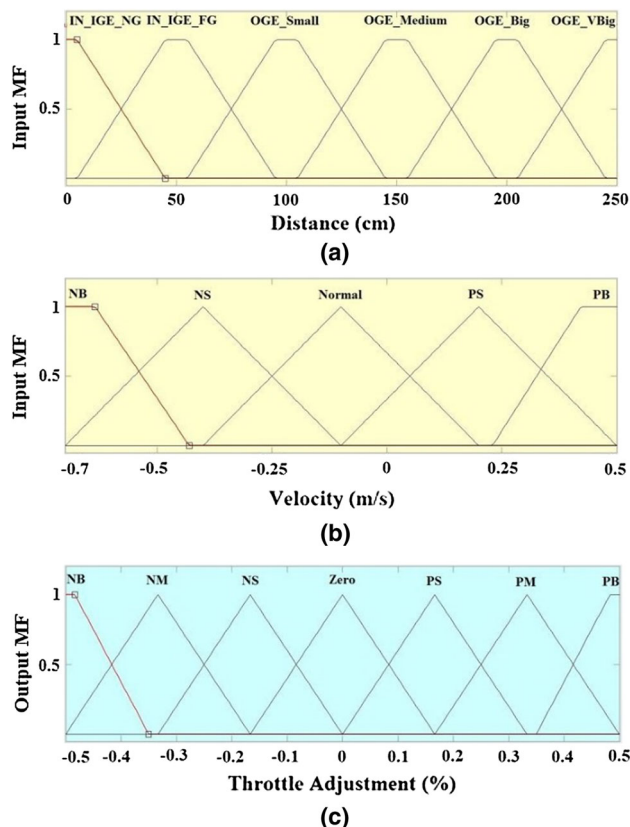 IN_IGE_NG IN_IGE_FG OGE_Small OGE_Medium OGE_Big OGE_VBig
1
0.5
Input MF
0 50 100 150 200 250
Distance (cm)
(a)
NB NS Normal PS PB
1
0.5
Input MF
-0.7 -0.5 -0.25 0 0.25 0.5
Velocity (m/s)
(b)
NB NM NS Zero PS PM PB
1
0.5
Output MF
-0.5 -0.4 -0.3 -0.2 -0.1 0 0.1 0.2 0.3 0.4 0.5
Throttle Adjustment (%)
(c)